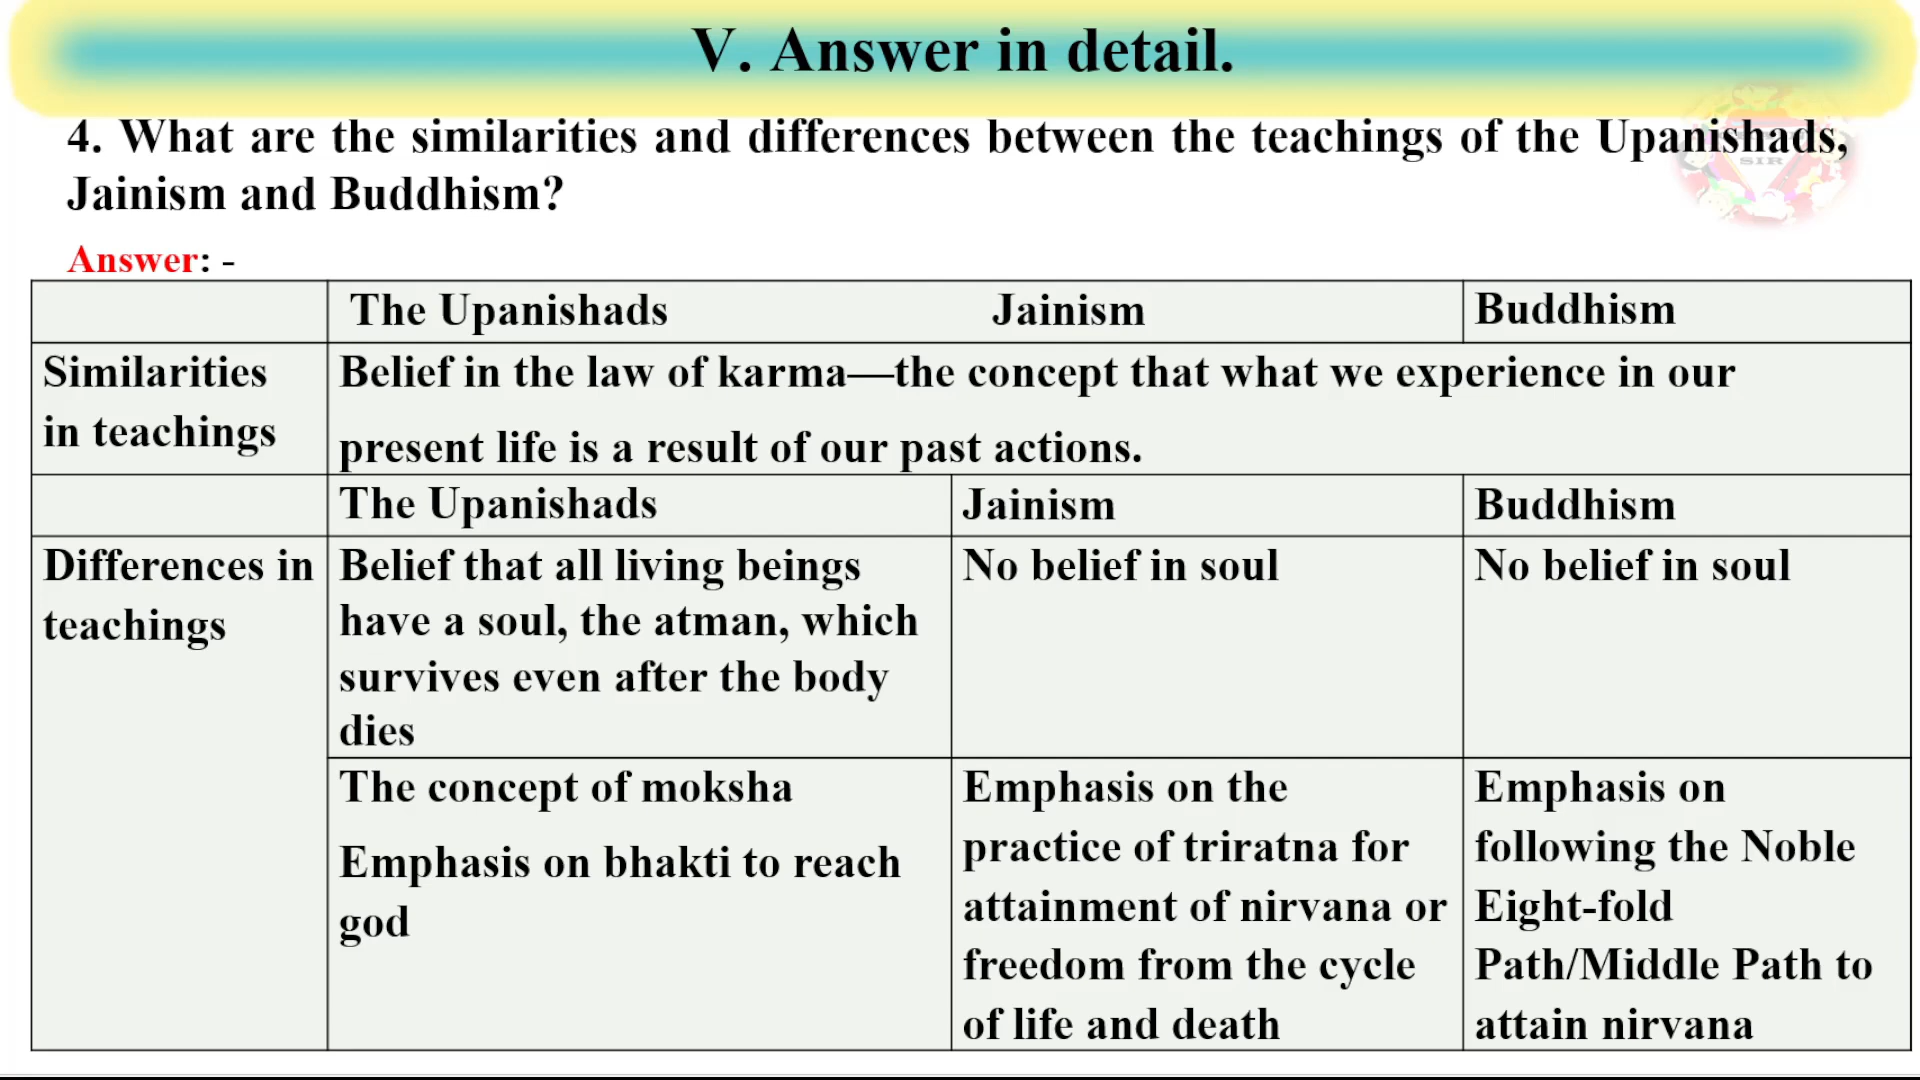 V. Answer in detail.
4. What are the similarities and differences between the teachings of the Upanishads,
Jainism and Buddhism?
SIR
Answer: -
The Upanishads Jainism Buddhism
Similarities
in teachings
Belief in the law of karma—the concept that what we experience in our
present life is a result of our past actions.
The Upanishads Jainism Buddhism
Differences in
teachings
Belief that all living beings
have a soul, the atman, which
survives even after the body
dies
No belief in soul
No belief in soul
The concept of moksha
Emphasis on bhakti to reach
god
Emphasis on the
practice of triratna for
attainment of nirvana or
freedom from the cycle
of life and death
Emphasis on
following the Noble
Eight-fold
Path/Middle Path to
attain nirvana